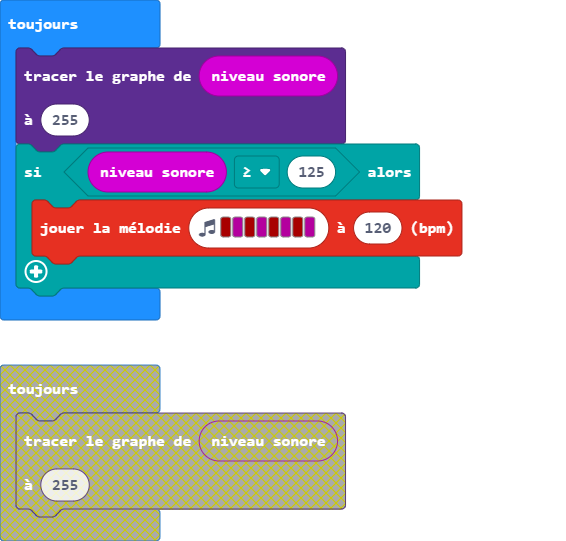 toujours
tracer le graphe de niveau sonore
à 255
si niveau sonore ≥ 125 alors
jouer la mélodie à 120 (bpm)
toujours
tracer le graphe de niveau sonore
à 255